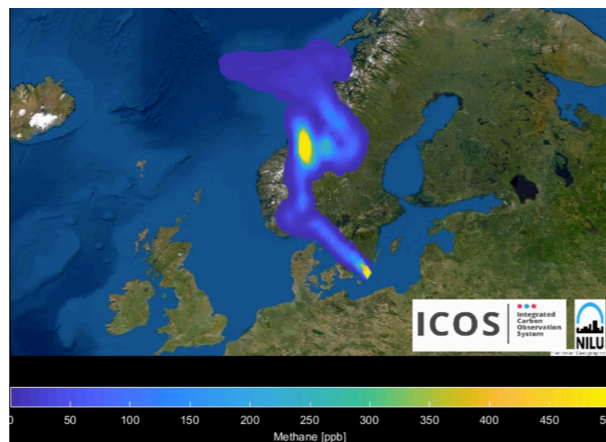 ICOS
Integrated
Carbon
Observation
System
NILU
0
50
100
150
200
250
300
350
400
450
Methane [ppb]